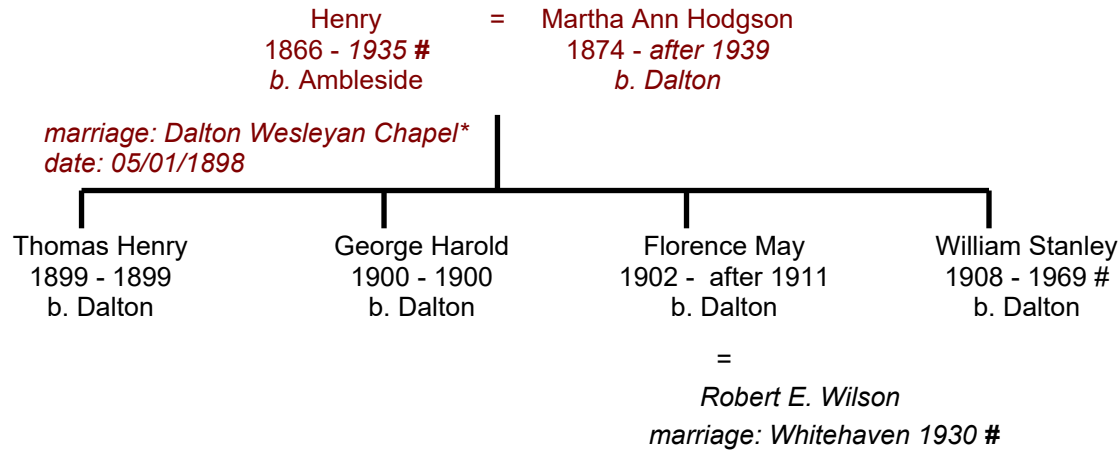 Henry = Martha Ann Hodgson
1866 - 1935 # 1874 - after 1939
b. Ambleside b. Dalton
marriage: Dalton Wesleyan Chapel*
date: 05/01/1898
Thomas Henry George Harold Florence May William Stanley
1899 - 1899 1900 - 1900 1902 - after 1911 1908 - 1969 #
b. Dalton b. Dalton b. Dalton b. Dalton
=
Robert E. Wilson
marriage: Whitehaven 1930 #